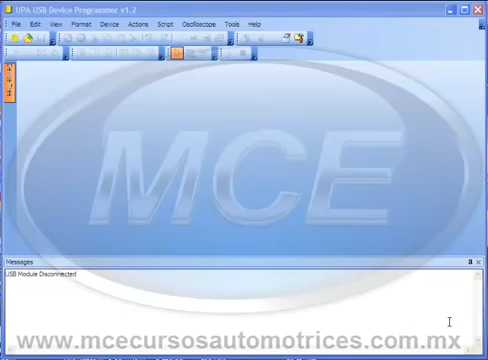 UPA-USB Device Programmer v1.2
File Edit View Format Device Actions Script Oscilloscope Tools Help
MCE
Messages
USB Module Disconnected
www.mcecursosautomotrices.com.mx